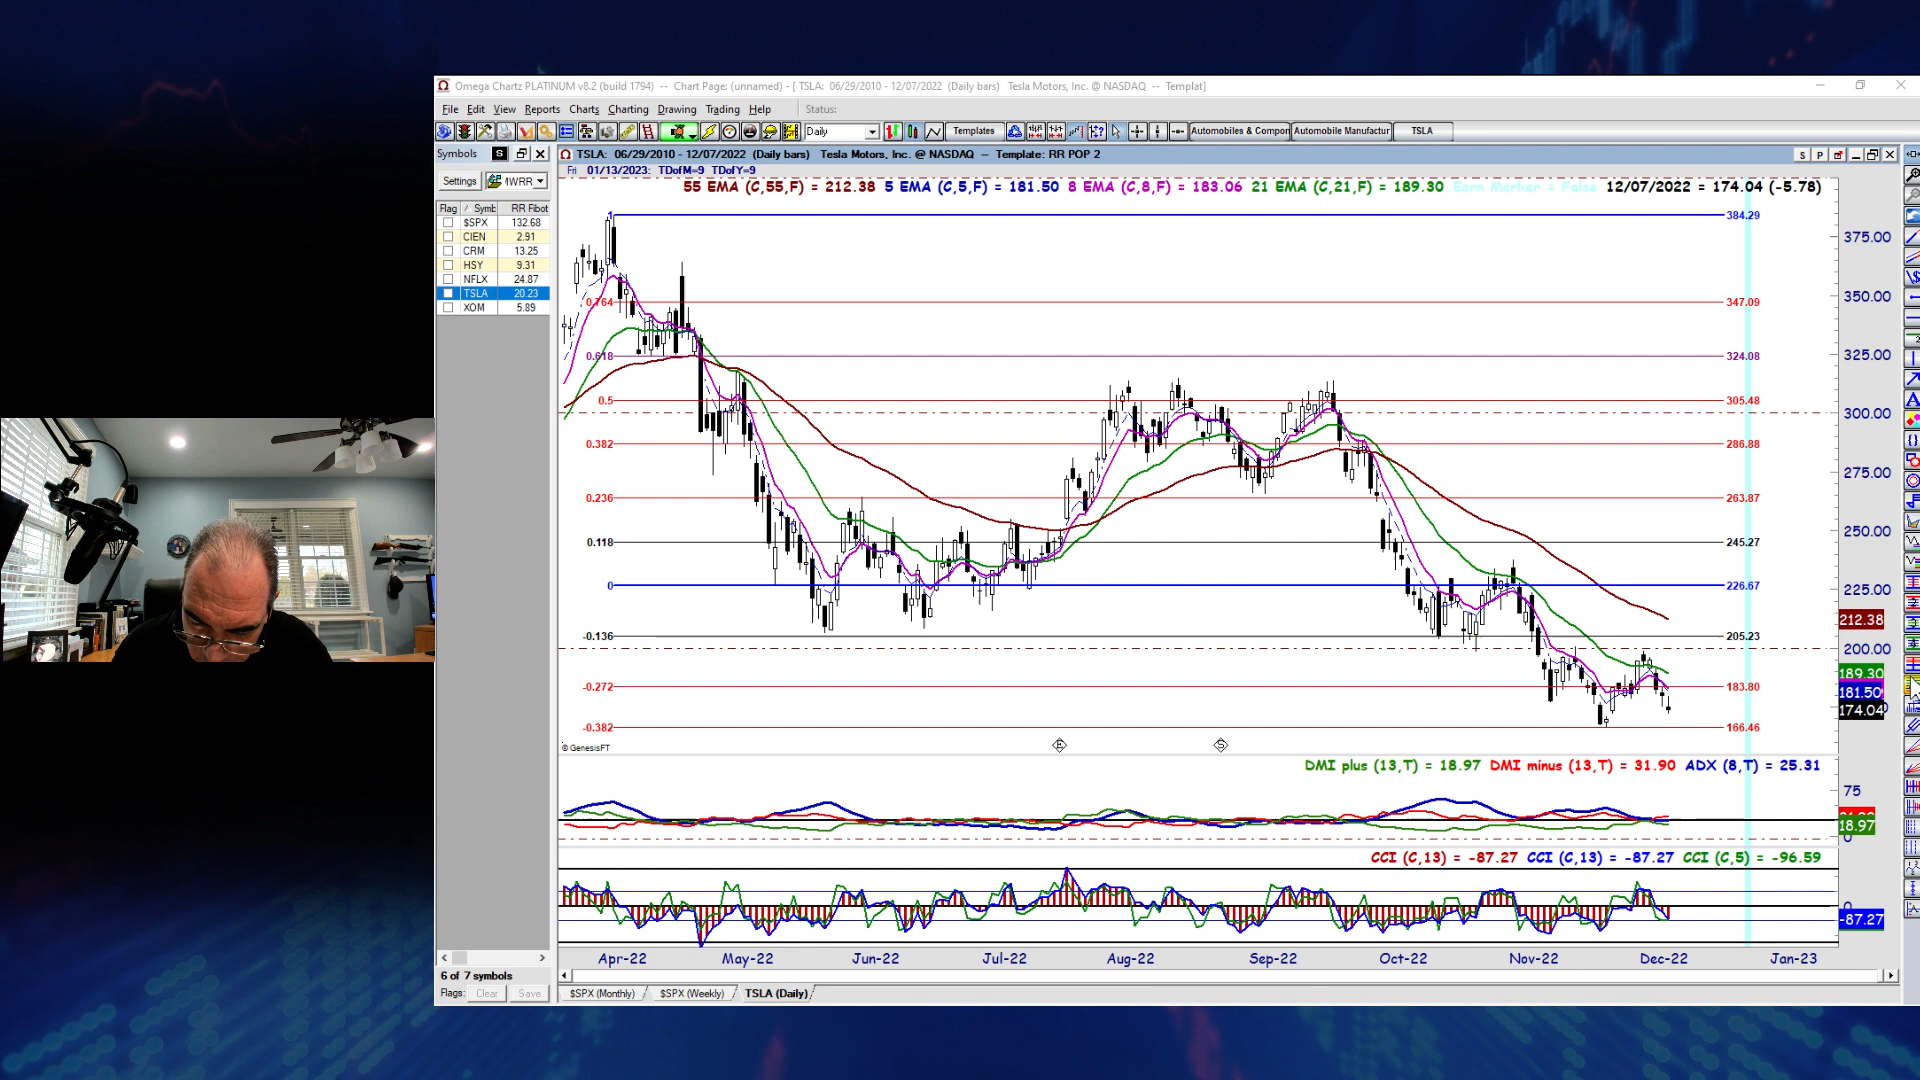 Omega Chartz PLATINUM v8.2 (build 1794) -- Chart Page: (unnamed) - [ TSLA: 06/29/2010 - 12/07/2022 (Daily bars) Tesla Motors, Inc. @ NASDAQ -- Templat]
File Edit View Reports Charts Charting Drawing Trading Help Status:
Daily Templates Automobiles & Compon Automobile Manufactur TSLA
Symbols S
TSLA: 06/29/2010 - 12/07/2022 (Daily bars) Tesla Motors, Inc. @ NASDAQ -- Template: RR POP 2
S P
Fri 01/13/2023: TDofM=9 TDofY=9
Settings
55 EMA (C,55,F) = 212.38 5 EMA (C,5,F) = 181.50 8 EMA (C,8,F) = 183.06 21 EMA (C,21,F) = 189.30 Earn Marker = False 12/07/2022 = 174.04 (-5.78)
Flag Symb RR Fibot
$SPX 132.68
CIEN 2.91
CRM 13.25
HSY 9.31
NFLX 24.87
TSLA 20.23
XOM 5.89
1 384.29
375.00
0.764 347.09
350.00
0.618 324.08
325.00
0.5 305.48
300.00
0.382 286.88
275.00
0.236 263.87
250.00
0.118 245.27
0 226.67
225.00
212.38
-0.136 205.23
200.00
189.30
-0.272 183.80
181.50
174.04
-0.382 166.46
© GenesisFT
E S
DMI plus (13,T) = 18.97 DMI minus (13,T) = 31.90 ADX (8,T) = 25.31
75
18.97
0
CCI (C,13) = -87.27 CCI (C,13) = -87.27 CCI (C,5) = -96.59
0
-87.27
Apr-22 May-22 Jun-22 Jul-22 Aug-22 Sep-22 Oct-22 Nov-22 Dec-22 Jan-23
6 of 7 symbols
Flags: Clear Save
$SPX (Monthly) $SPX (Weekly) TSLA (Daily)